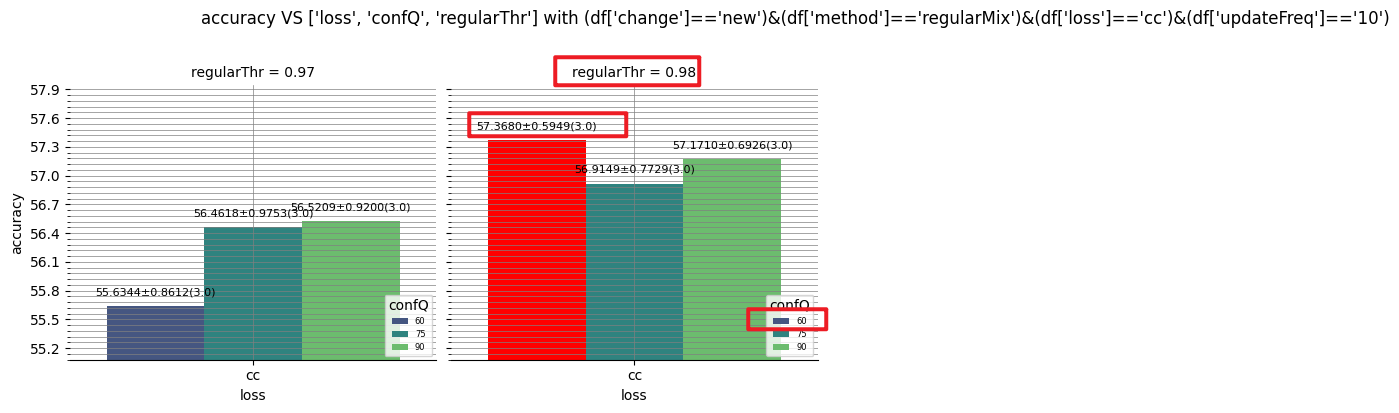 accuracy VS ['loss', 'confQ', 'regularThr'] with (df['change']=='new')&(df['method']=='regularMix')&(df['loss']=='cc')&(df['updateFreq']=='10')
regularThr = 0.97
regularThr = 0.98
accuracy
57.9
57.6
57.3
57.0
56.7
56.4
56.1
55.8
55.5
55.2
55.6344±0.8612(3.0)
56.4618±0.9753(3.0)
56.5209±0.9200(3.0)
confQ
60
75
90
cc
loss
57.3680±0.5949(3.0)
56.9149±0.7729(3.0)
57.1710±0.6926(3.0)
confQ
60
75
90
cc
loss